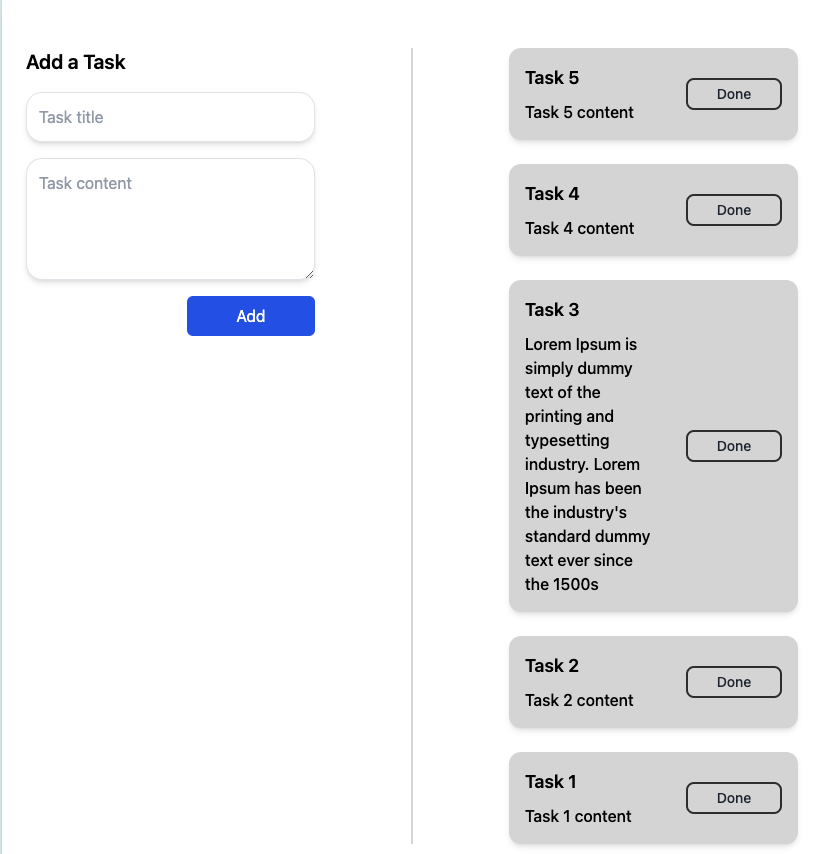 Add a Task
Task title
Task content
Add
Task 5
Task 5 content
Done
Task 4
Task 4 content
Done
Task 3
Lorem Ipsum is
simply dummy
text of the
printing and
typesetting
industry. Lorem
Ipsum has been
the industry's
standard dummy
text ever since
the 1500s
Done
Task 2
Task 2 content
Done
Task 1
Task 1 content
Done